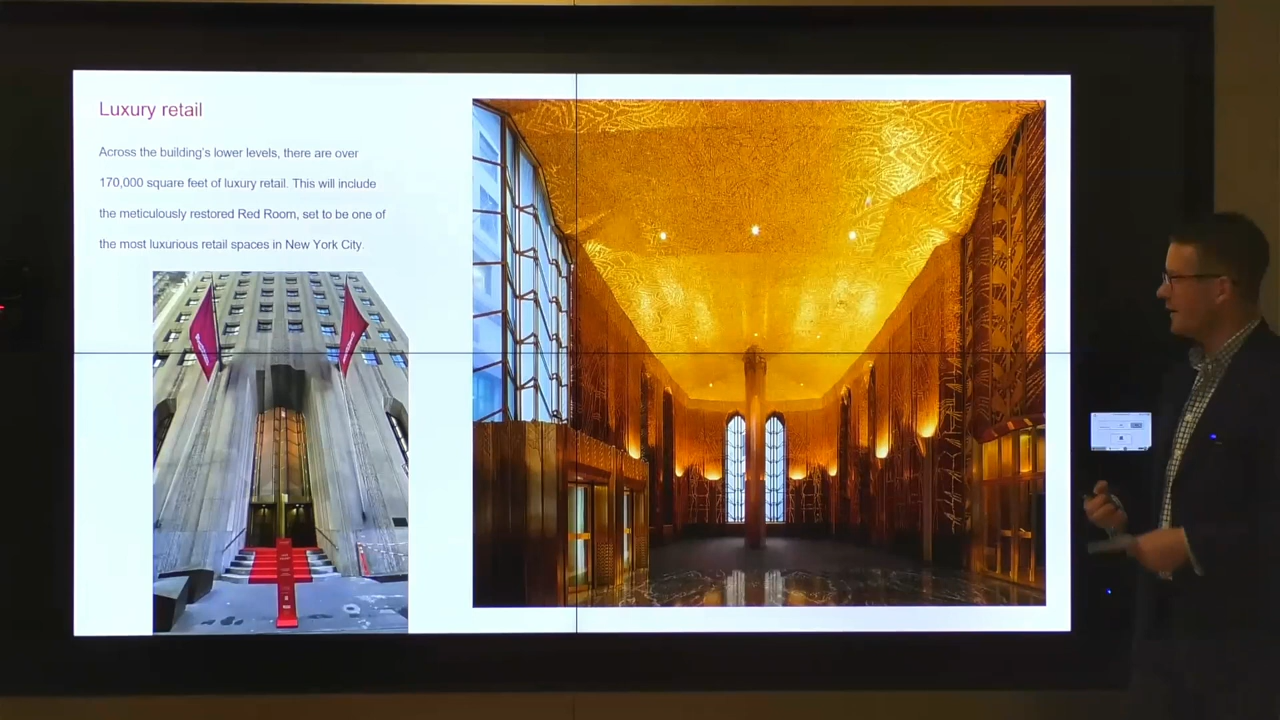 Luxury retail
Across the building's lower levels, there are over
170,000 square feet of luxury retail. This will include
the meticulously restored Red Room, set to be one of
the most luxurious retail spaces in New York City.